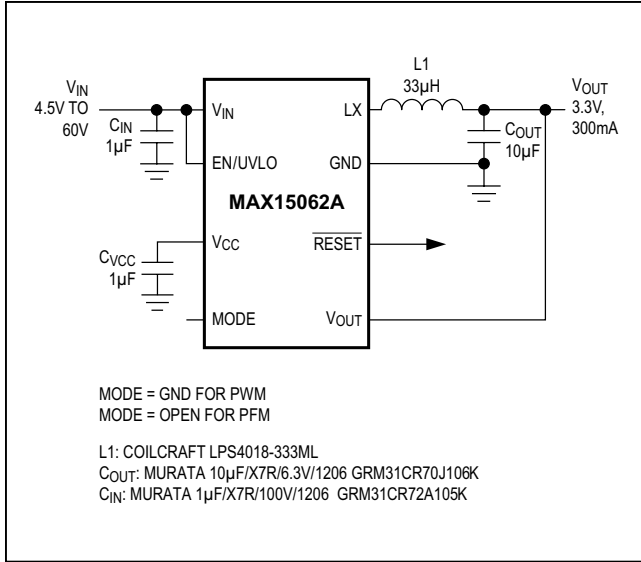 L1
33µH
VIN
4.5V TO
60V
CIN
1µF
VIN
LX
COUT
10µF
VOUT
3.3V,
300mA
EN/UVLO
GND
MAX15062A
CVCC
1µF
VCC
RESET
MODE
VOUT
MODE = GND FOR PWM
MODE = OPEN FOR PFM
L1: COILCRAFT LPS4018-333ML
COUT: MURATA 10µF/X7R/6.3V/1206 GRM31CR70J106K
CIN: MURATA 1µF/X7R/100V/1206 GRM31CR72A105K